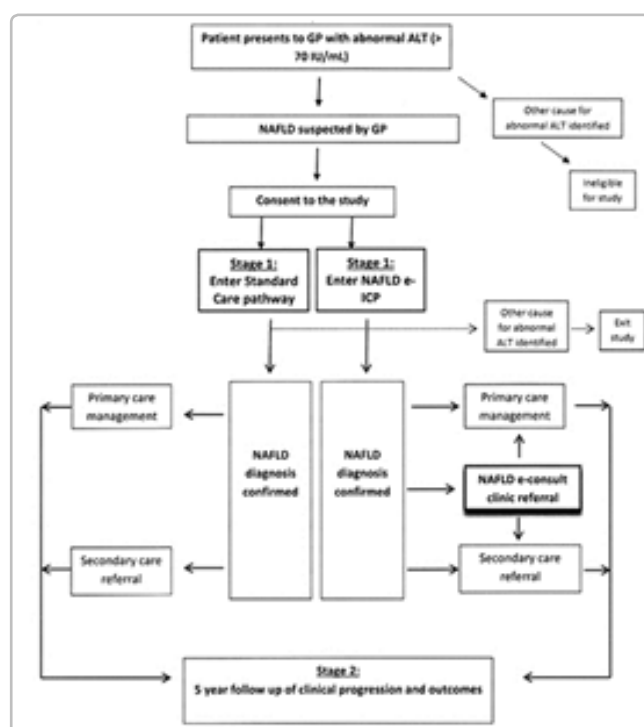 Patient presents to GP with abnormal ALT (>
70 IU/mL)
Other cause for
abnormal ALT identified
NAFLD suspected by GP
Ineligible
for study
Consent to the study
Stage 1:
Enter Standard
Care pathway
Stage 1:
Enter NAFLD e-
ICP
Other cause
for abnormal
ALT identified
Exit
study
Primary care
management
NAFLD
diagnosis
confirmed
NAFLD
diagnosis
confirmed
Primary care
management
NAFLD e-consult
clinic referral
Secondary care
referral
Secondary care
referral
Stage 2:
5 year follow up of clinical progression and outcomes